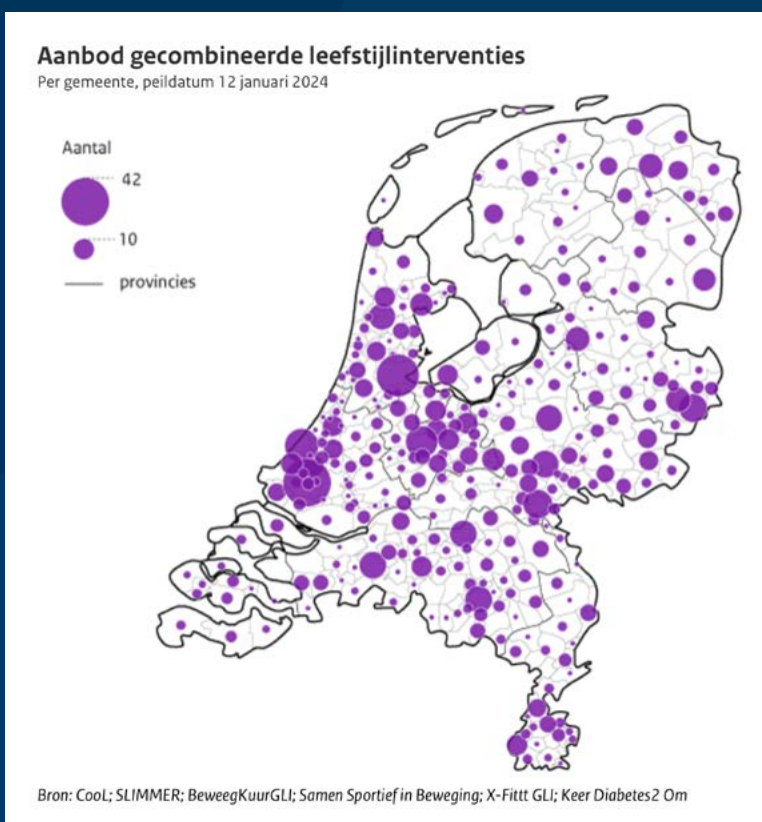 Aanbod gecombineerde leefstijlinterventies
Per gemeente, peildatum 12 januari 2024
Aantal
42
10
provincies
Bron: CooL; SLIMMER; BeweegKuurGLI; Samen Sportief in Beweging; X-Fittt GLI; Keer Diabetes2 Om